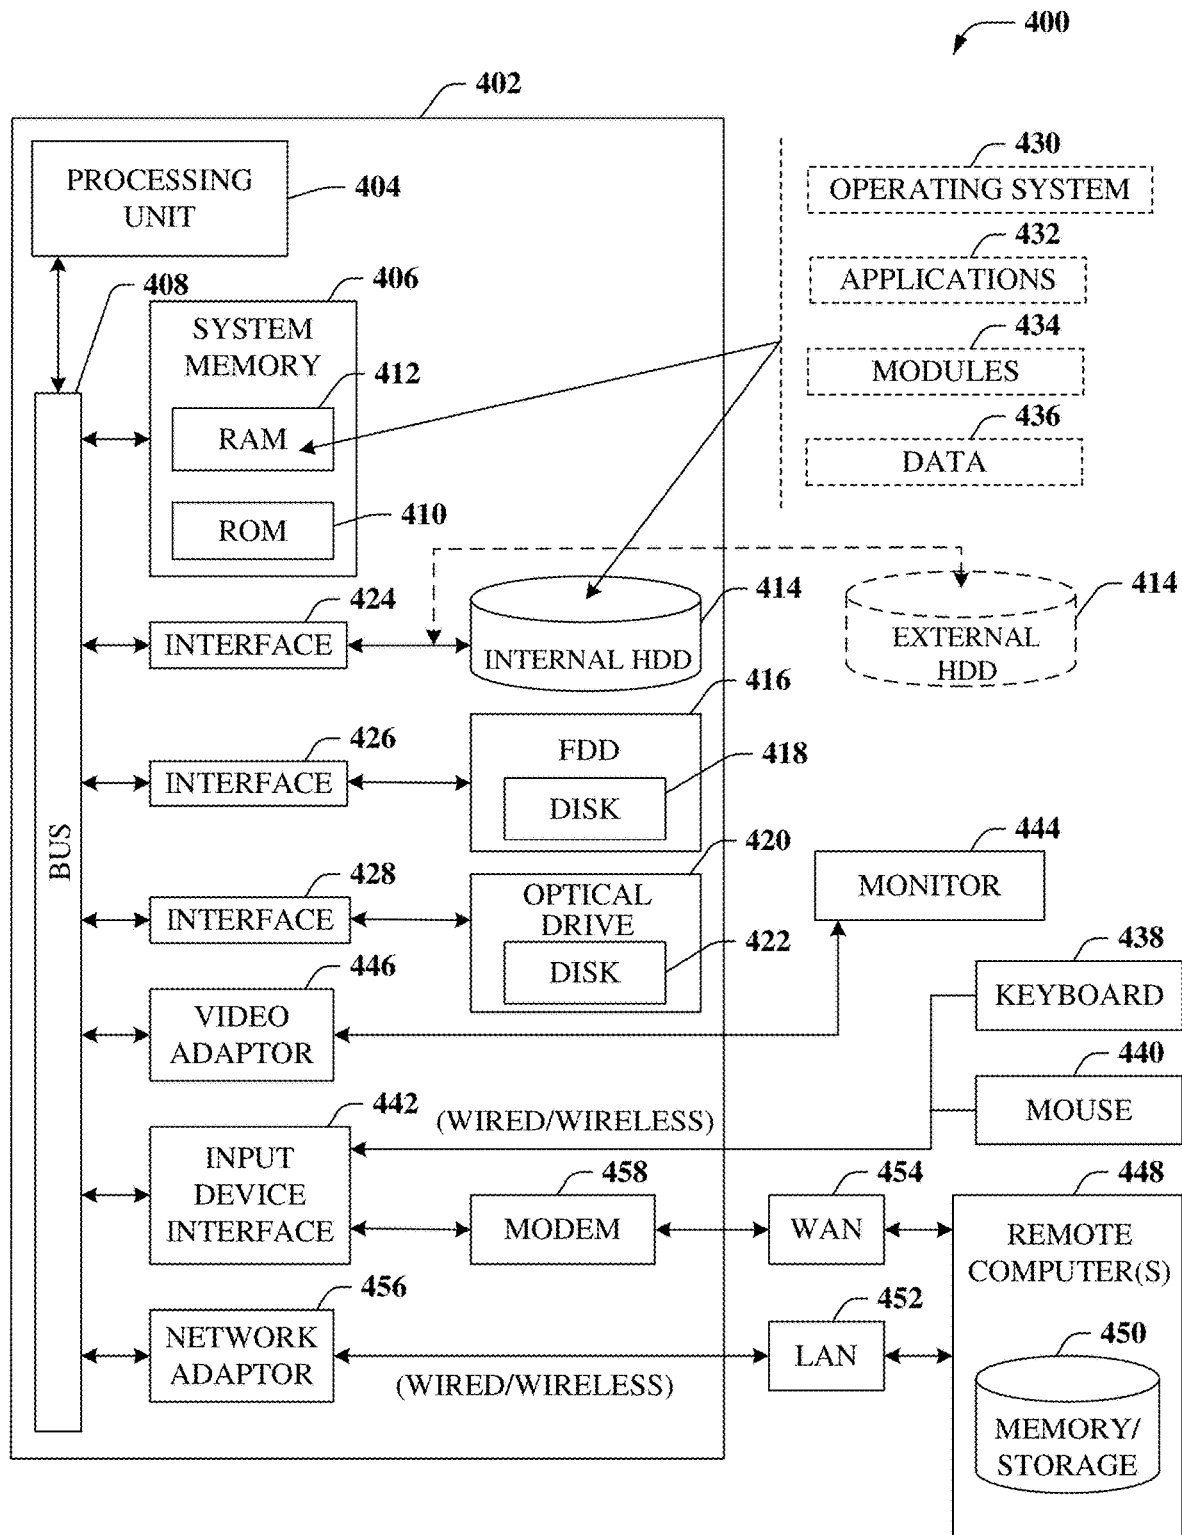 400
402
PROCESSING
UNIT
404
430
OPERATING SYSTEM
432
APPLICATIONS
434
MODULES
436
DATA
408
406
SYSTEM
MEMORY
412
RAM
ROM
410
424
INTERFACE
414
INTERNAL HDD
414
EXTERNAL
HDD
426
INTERFACE
416
FDD
418
DISK
BUS
428
INTERFACE
420
OPTICAL
DRIVE
422
DISK
444
MONITOR
446
VIDEO
ADAPTOR
438
KEYBOARD
440
MOUSE
442
INPUT
DEVICE
INTERFACE
(WIRED/WIRELESS)
458
MODEM
454
WAN
448
REMOTE
COMPUTER(S)
456
NETWORK
ADAPTOR
(WIRED/WIRELESS)
452
LAN
450
MEMORY/
STORAGE